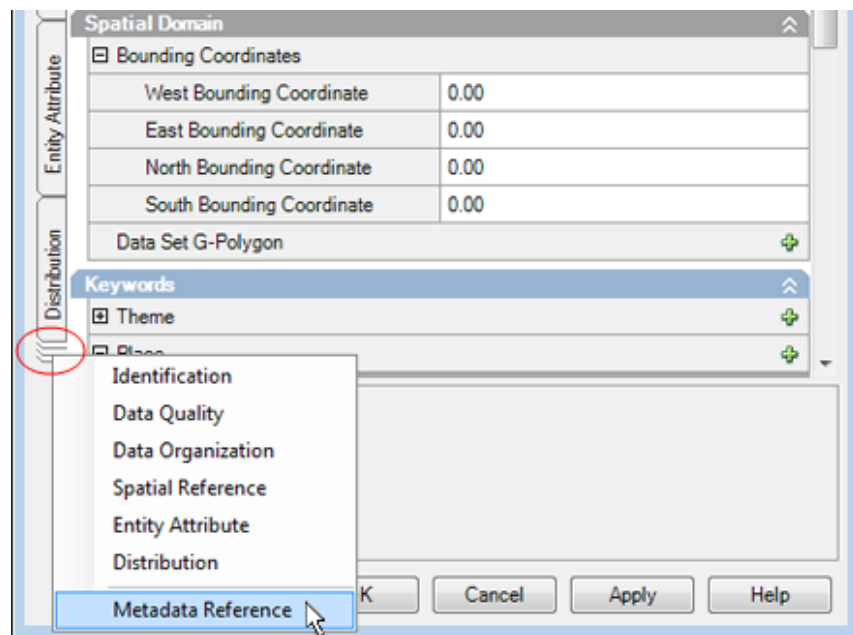 Spatial Domain
Bounding Coordinates
West Bounding Coordinate 0.00
East Bounding Coordinate 0.00
North Bounding Coordinate 0.00
South Bounding Coordinate 0.00
Data Set G-Polygon
Keywords
Theme
Place
Entity Attribute
Distribution
Identification
Data Quality
Data Organization
Spatial Reference
Entity Attribute
Distribution
Metadata Reference
K Cancel Apply Help